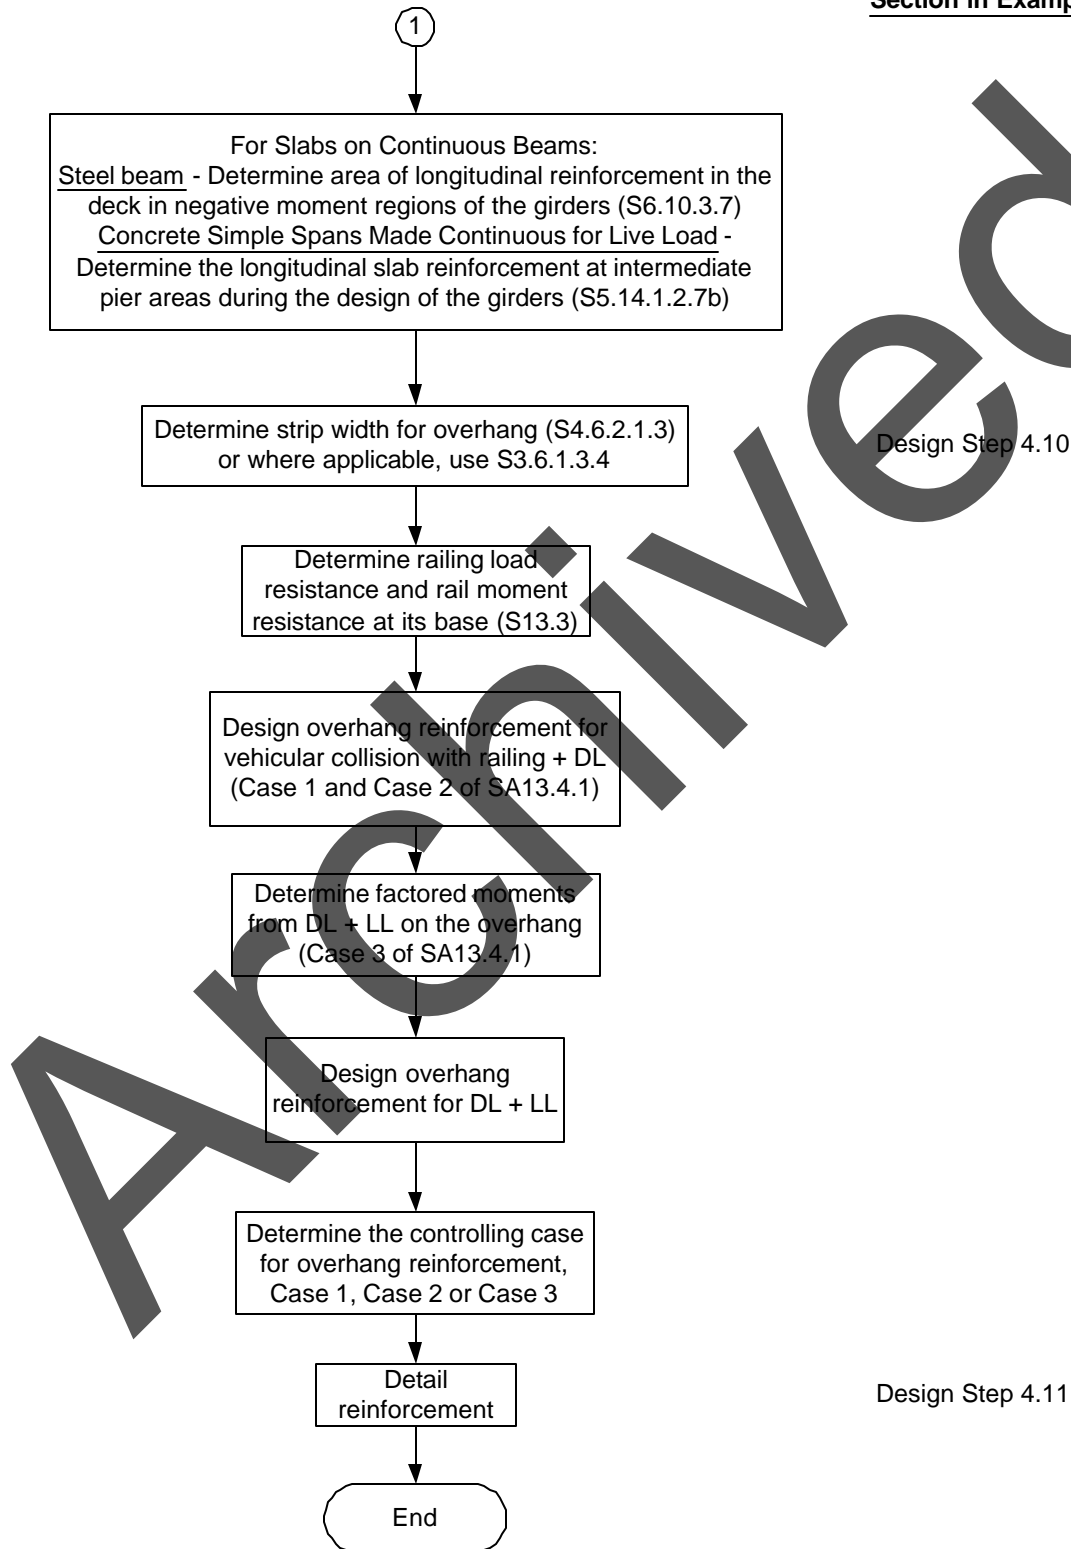 Section in Examp
1
For Slabs on Continuous Beams:
Steel beam - Determine area of longitudinal reinforcement in the
deck in negative moment regions of the girders (S6.10.3.7)
Concrete Simple Spans Made Continuous for Live Load -
Determine the longitudinal slab reinforcement at intermediate
pier areas during the design of the girders (S5.14.1.2.7b)
Determine strip width for overhang (S4.6.2.1.3)
or where applicable, use S3.6.1.3.4
Design Step 4.10
Determine railing load
resistance and rail moment
resistance at its base (S13.3)
Design overhang reinforcement for
vehicular collision with railing + DL
(Case 1 and Case 2 of SA13.4.1)
Determine factored moments
from DL + LL on the overhang
(Case 3 of SA13.4.1)
Design overhang
reinforcement for DL + LL
Determine the controlling case
for overhang reinforcement,
Case 1, Case 2 or Case 3
Detail
reinforcement
Design Step 4.11
End
Archived